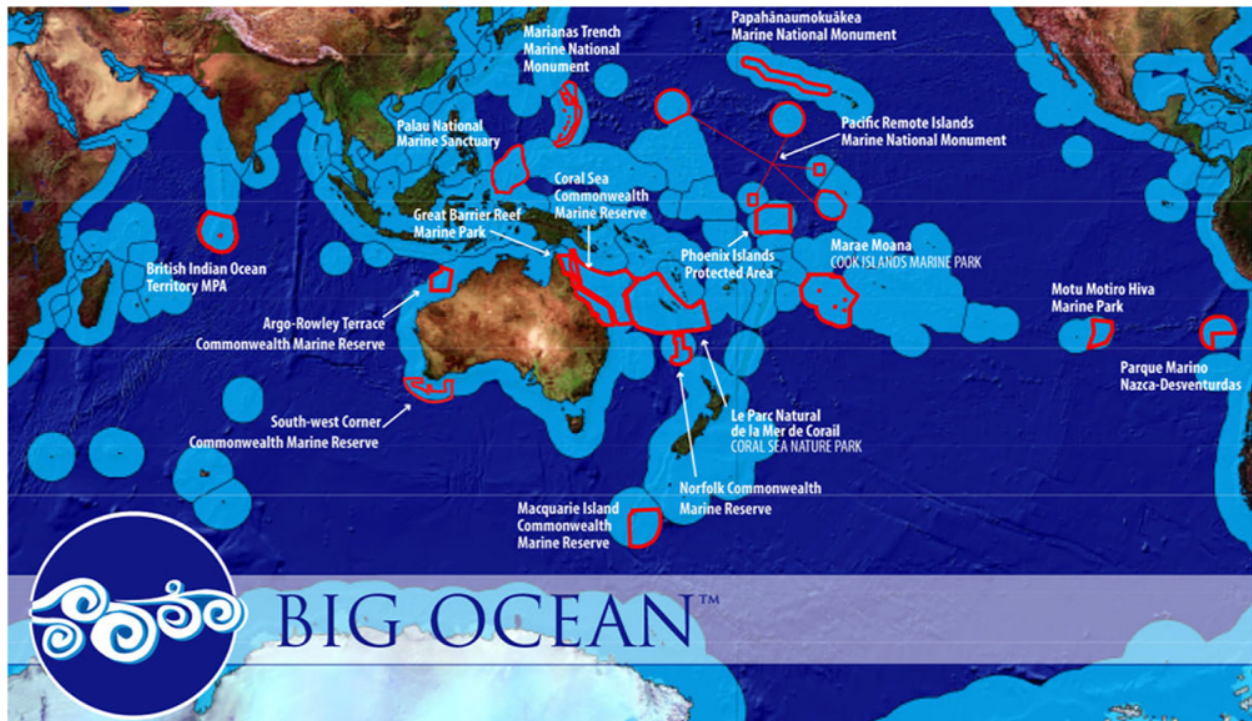 Marianas Trench
Marine National
Monument
Papahānaumokuākea
Marine National Monument
Palau National
Marine Sanctuary
Pacific Remote Islands
Marine National Monument
Coral Sea
Commonwealth
Marine Reserve
Great Barrier Reef
Marine Park
British Indian Ocean
Territory MPA
Phoenix Islands
Protected Area
Marae Moana
COOK ISLANDS MARINE PARK
Motu Motiro Hiva
Marine Park
Argo-Rowley Terrace
Commonwealth Marine Reserve
Parque Marino
Nazca-Desventurdas
South-west Corner
Commonwealth Marine Reserve
Le Parc Natural
de la Mer de Corail
CORAL SEA NATURE PARK
Norfolk Commonwealth
Marine Reserve
Macquarie Island
Commonwealth
Marine Reserve
BIG OCEAN™